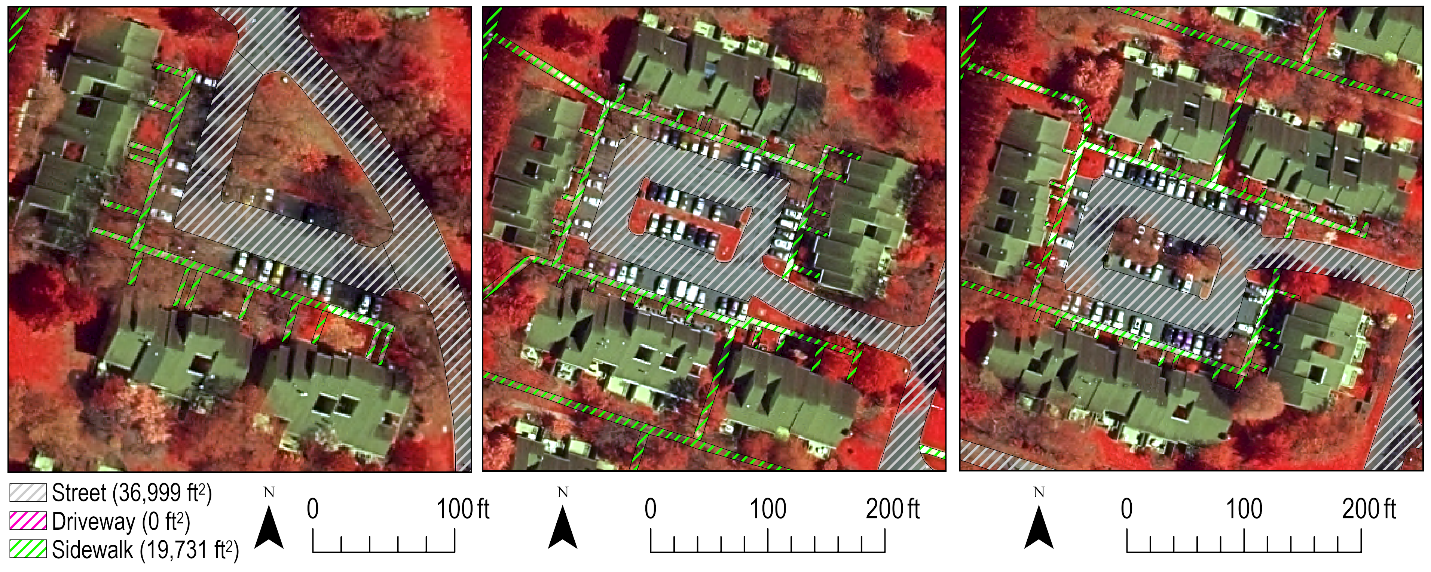 Street (36,999 ft²)
Driveway (0 ft²)
Sidewalk (19,731 ft²)
N
0 100 ft
N
0 100 200 ft
N
0 100 200 ft